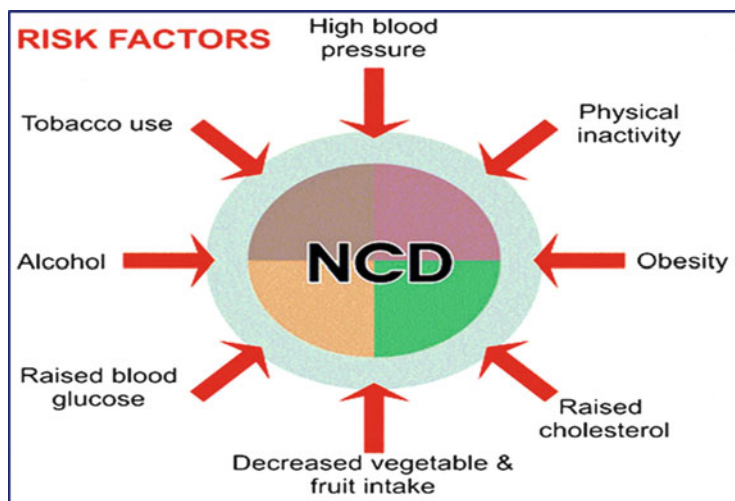 RISK FACTORS
High blood
pressure
Tobacco use
Physical
inactivity
Alcohol
NCD
Obesity
Raised blood
glucose
Raised
cholesterol
Decreased vegetable &
fruit intake